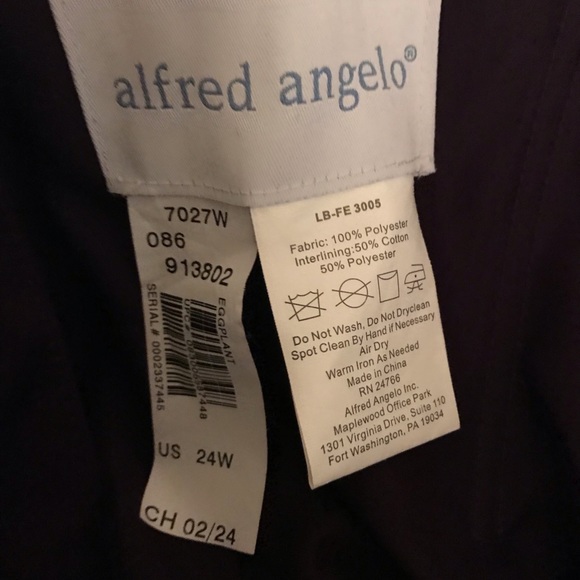 alfred angelo®
7027W
086
913802
EGGPLANT
SERIAL# 0002337445
US 24W
CH 02/24
LB-FE 3005
Fabric: 100% Polyester
Interlining:50% Cotton
50% Polyester
Do Not Wash, Do Not Dryclean
Spot Clean By Hand if Necessary
Air Dry
Warm Iron As Needed
Made in China
RN 24766
Alfred Angelo Inc.
Maplewood Office Park
1301 Virginia Drive, Suite 110
Fort Washington, PA 19034